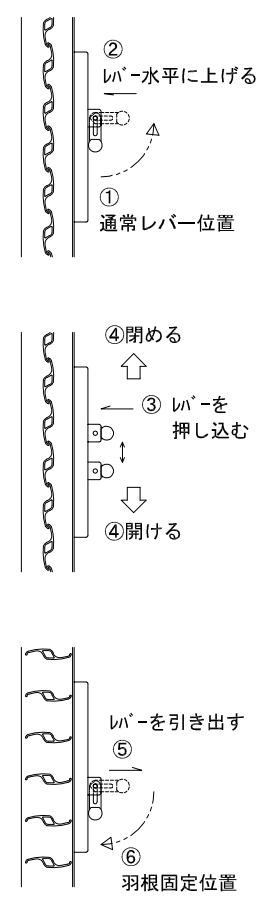 ②
ﾚﾊﾞｰ水平に上げる
①
通常レバー位置
④閉める
③ ﾚﾊﾞｰを
押し込む
④開ける
ﾚﾊﾞｰを引き出す
⑤
⑥
羽根固定位置